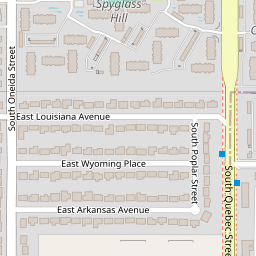 Spyglass
Hill
South Oneida Street
East Louisiana Avenue
South Poplar Street
East Wyoming Place
South Quebec Street
East Arkansas Avenue